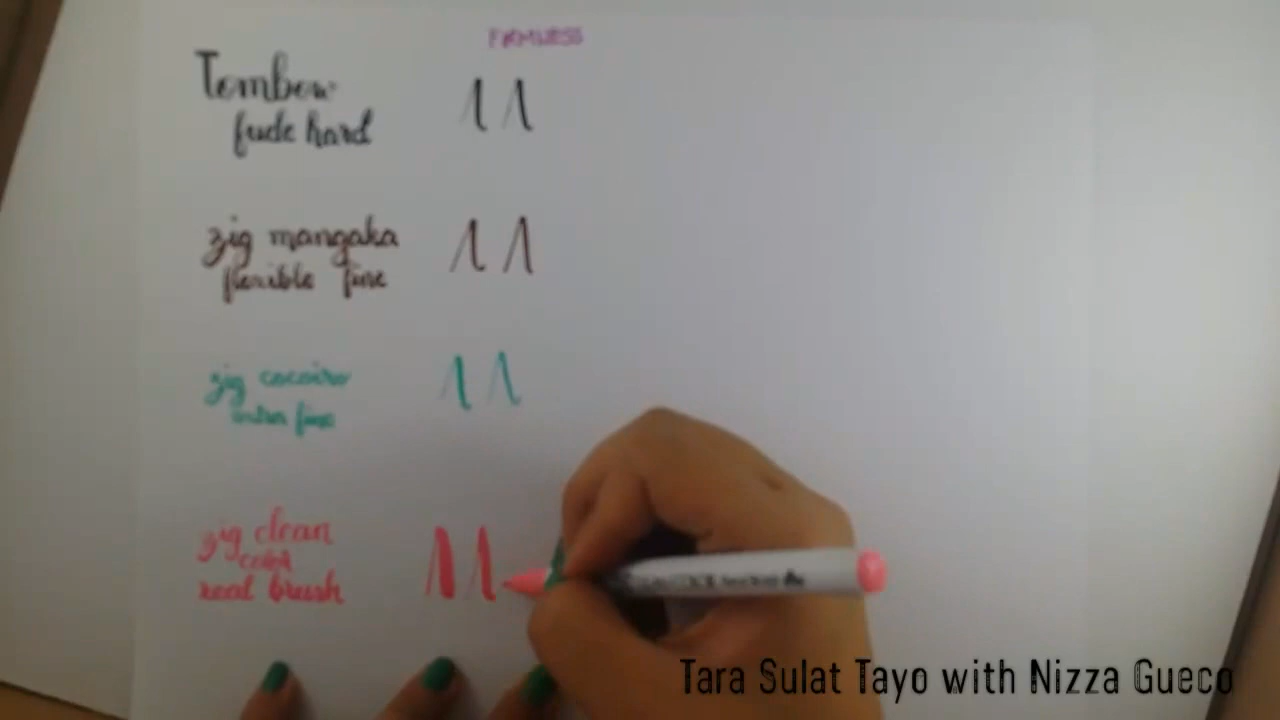 FIRMNESS
Tombow
fude hard
zig mangaka
flexible fine
zig cocoiro
extra fine
zig clean
color
real brush
Tara Sulat Tayo with Nizza Gueco